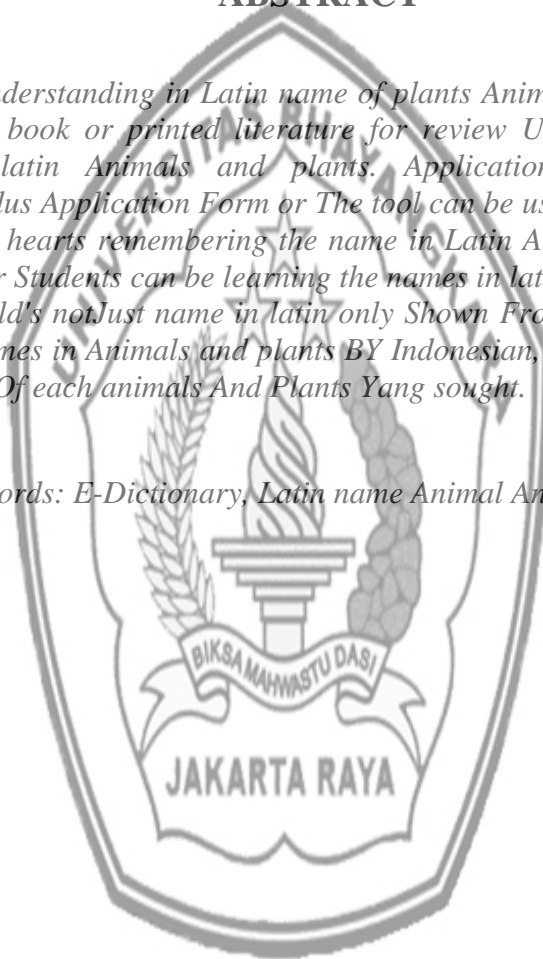 ABSTRACT
nderstanding in Latin name of plants Anim
book or printed literature for review U
latin Animals and plants. Application
lus Application Form or The tool can be us
hearts remembering the name in Latin A
r Students can be learning the names in lat
ld's notJust name in latin only Shown Fro
mes in Animals and plants BY Indonesian,
Of each animals And Plants Yang sought.
ords: E-Dictionary, Latin name Animal An
UNIVERSITAS BHAYANGKARA
BIKSA MAHWASTU DASI
JAKARTA RAYA